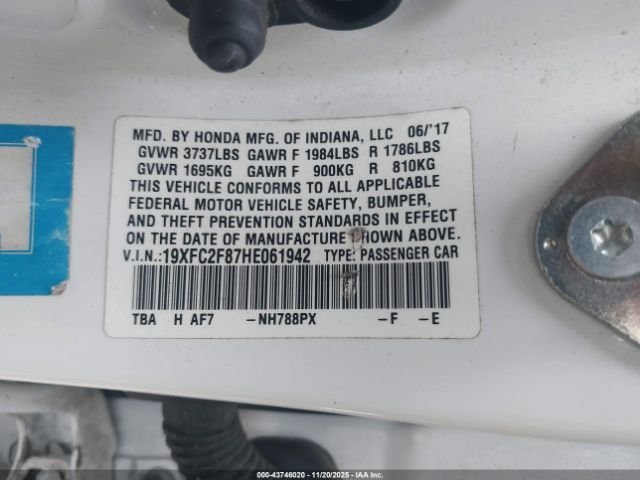 MFD. BY HONDA MFG. OF INDIANA, LLC 06/'17
GVWR 3737LBS GAWR F 1984LBS R 1786LBS
GVWR 1695KG GAWR F 900KG R 810KG
THIS VEHICLE CONFORMS TO ALL APPLICABLE
FEDERAL MOTOR VEHICLE SAFETY, BUMPER,
AND THEFT PREVENTION STANDARDS IN EFFECT
ON THE DATE OF MANUFACTURE SHOWN ABOVE.
V.I.N.:19XFC2F87HE061942 TYPE: PASSENGER CAR
TBA H AF7 -NH788PX -F -E
000-43746020 - 11/20/2025 - Copyright IAA, Inc.